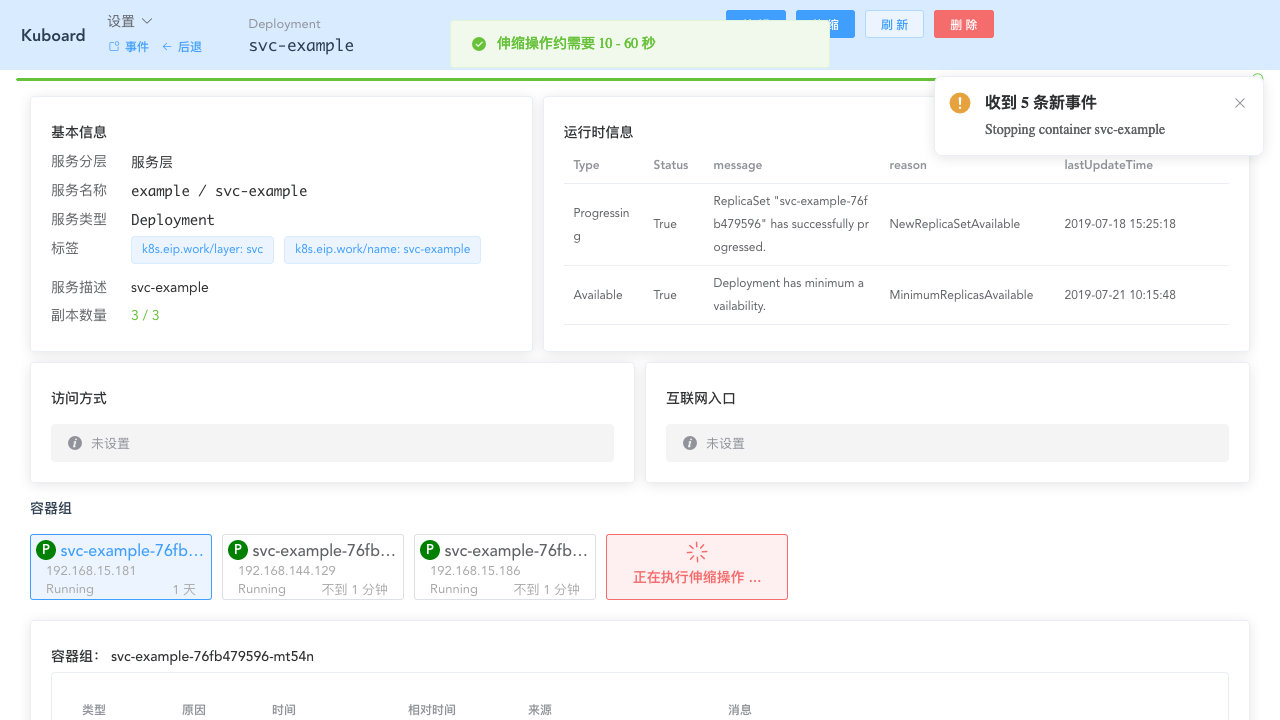 Kuboard
设置
事件
后退
Deployment
svc-example
缩
刷 新
删 除
伸缩操作约需要 10 - 60 秒
收到 5 条新事件
Stopping container svc-example
基本信息
服务分层 服务层
服务名称 example / svc-example
服务类型 Deployment
标签 k8s.eip.work/layer: svc k8s.eip.work/name: svc-example
服务描述 svc-example
副本数量 3 / 3
运行时信息
Type Status message reason lastUpdateTime
Progressin
g
True
ReplicaSet "svc-example-76f
b479596" has successfully pr
ogressed.
NewReplicaSetAvailable
2019-07-18 15:25:18
Available
True
Deployment has minimum a
vailability.
MinimumReplicasAvailable
2019-07-21 10:15:48
访问方式
未设置
互联网入口
未设置
容器组
P svc-example-76fb...
192.168.15.181
Running 1 天
P svc-example-76fb...
192.168.144.129
Running 不到 1 分钟
P svc-example-76fb...
192.168.15.186
Running 不到 1 分钟
正在执行伸缩操作 ...
容器组： svc-example-76fb479596-mt54n
类型 原因 时间 相对时间 来源 消息